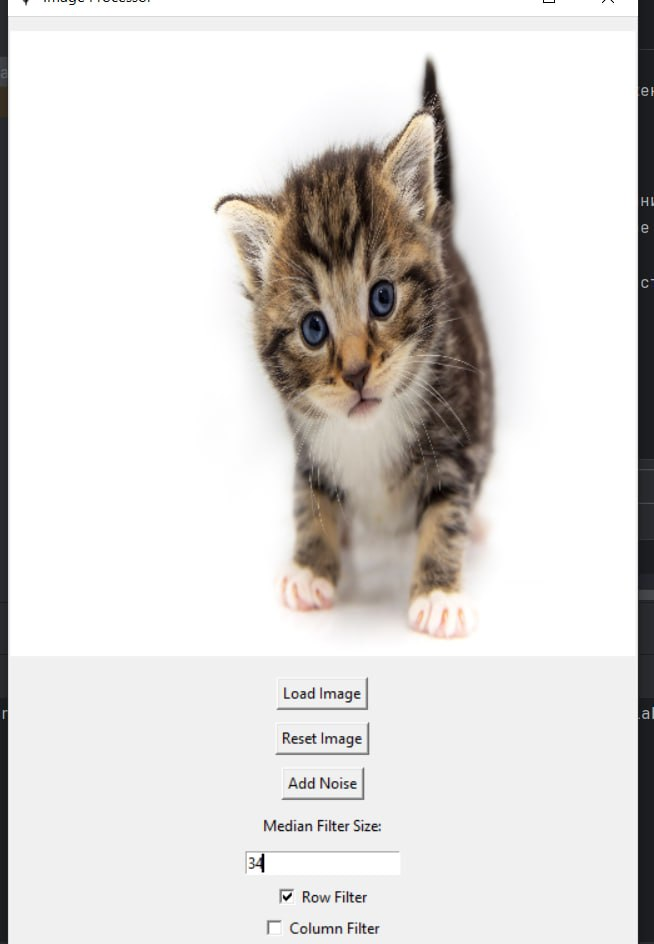 Image Processor
Load Image
Reset Image
Add Noise
Median Filter Size:
34
Row Filter
Column Filter